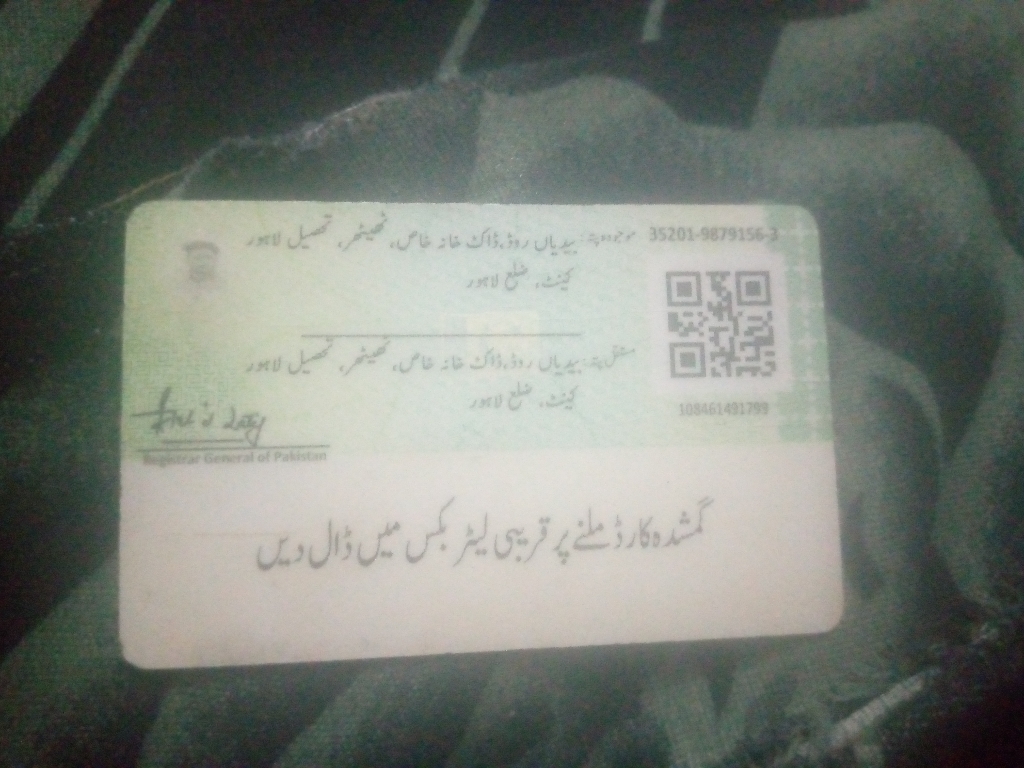 35201-9879156-3
موجودہ پتہ: بیدیاں روڈ، ڈاک خانہ خاص، ٹھیٹھر، تحصیل لاہور
کینٹ، ضلع لاہور
مستقل پتہ: بیدیاں روڈ، ڈاک خانہ خاص، ٹھیٹھر، تحصیل لاہور
کینٹ، ضلع لاہور
108461491799
Registrar General of Pakistan
گمشدہ کارڈ ملنے پر قریبی لیٹر بکس میں ڈال دیں